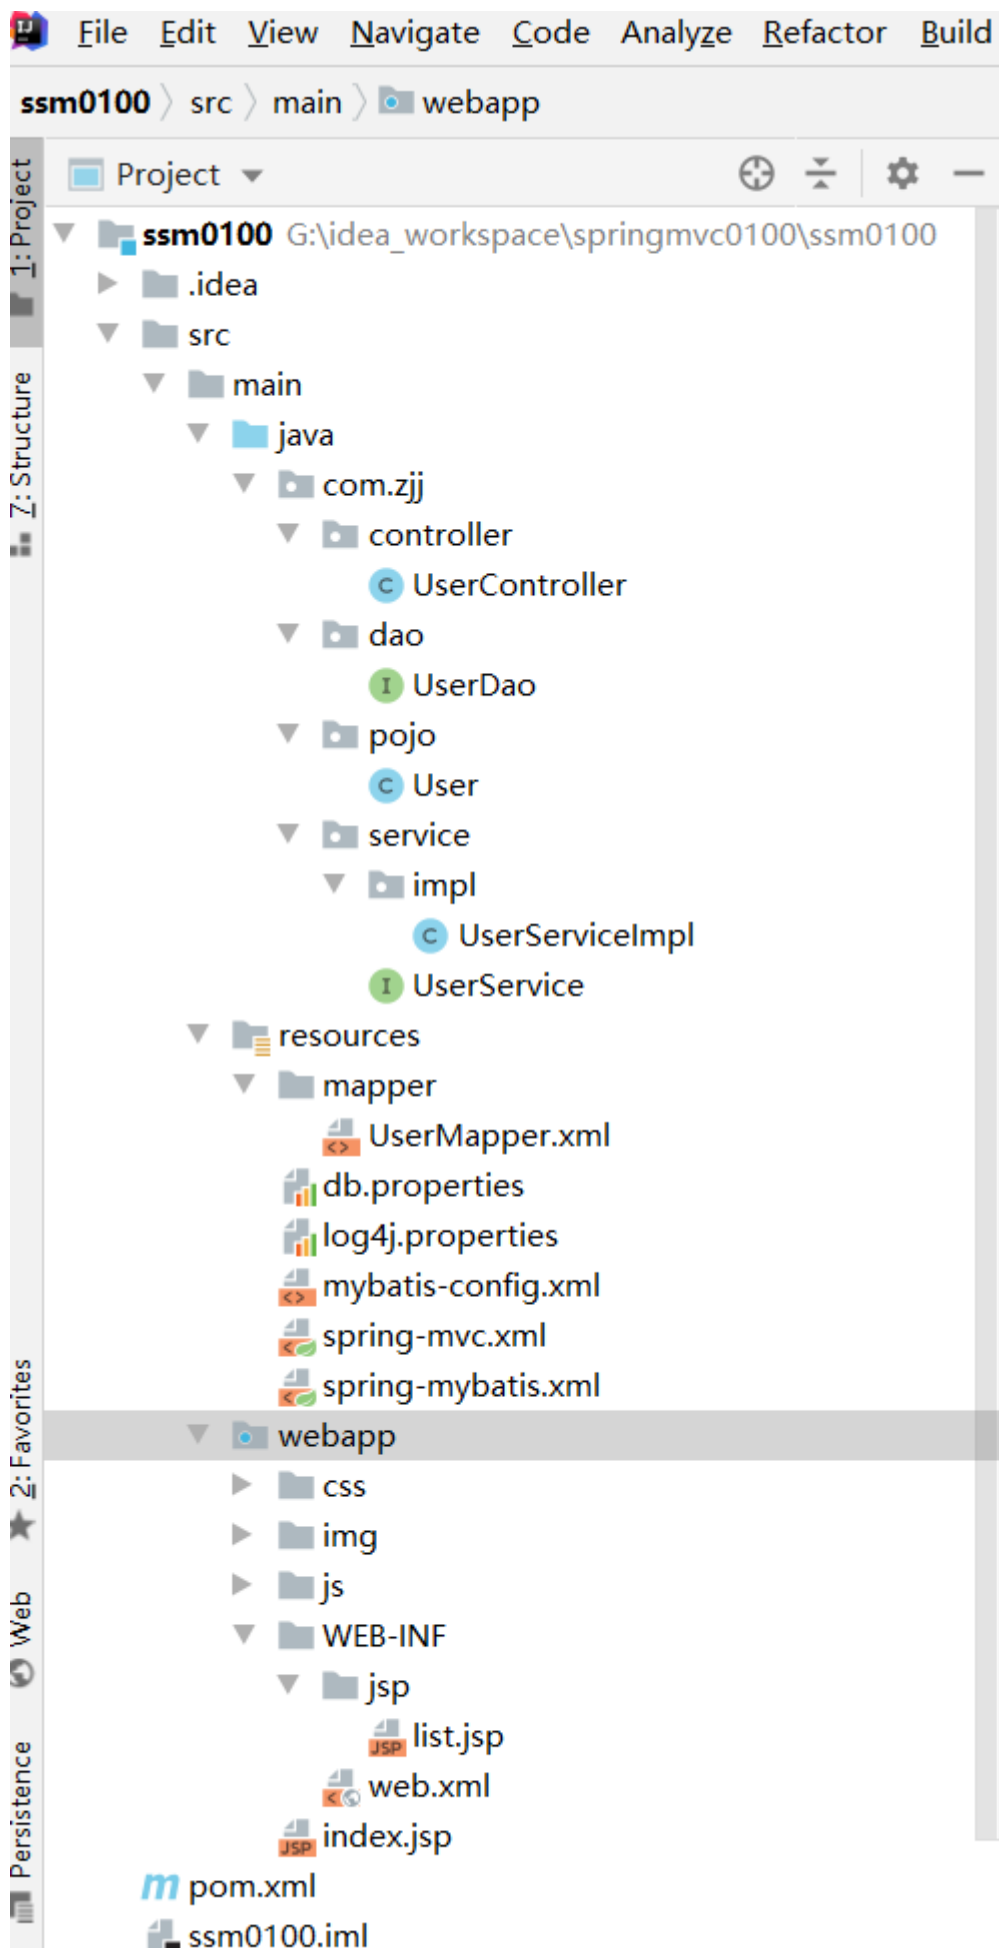 File Edit View Navigate Code Analyze Refactor Build
ssm0100 src main webapp
Project
1: Project
7: Structure
2: Favorites
Web
Persistence
ssm0100 G:\idea_workspace\springmvc0100\ssm0100
.idea
src
main
java
com.zjj
controller
C UserController
dao
I UserDao
pojo
C User
service
impl
C UserServiceImpl
I UserService
resources
mapper
UserMapper.xml
db.properties
log4j.properties
mybatis-config.xml
spring-mvc.xml
spring-mybatis.xml
webapp
css
img
js
WEB-INF
jsp
JSP list.jsp
web.xml
JSP index.jsp
m pom.xml
ssm0100.iml